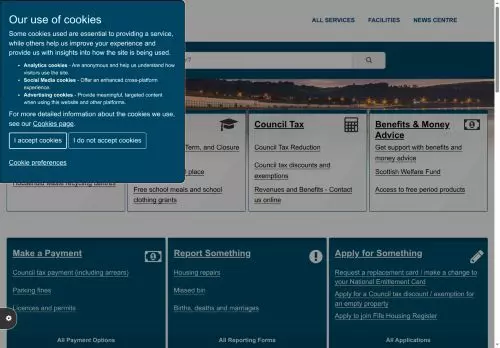 Our use of cookies
Some cookies used are essential to providing a service,
while others help us improve your experience and
provide us with insights into how the site is being used.
Analytics cookies - Are anonymous and help us understand how
visitors use the site.
Social Media cookies - Offer an enhanced cross-platform
experience.
Advertising cookies - Provide meaningful, targeted content
when using this website and other platforms.
For more detailed information about the cookies we use,
see our Cookies page.
I accept cookies
I do not accept cookies
Cookie preferences
ALL SERVICES
FACILITIES
NEWS CENTRE
Term, and Closure
place
Free school meals and school
clothing grants
Council Tax
Council Tax Reduction
Council tax discounts and
exemptions
Revenues and Benefits - Contact
us online
Benefits & Money
Advice
Get support with benefits and
money advice
Scottish Welfare Fund
Access to free period products
Make a Payment
Council tax payment (including arrears)
Parking fines
Licences and permits
All Payment Options
Report Something
Housing repairs
Missed bin
Births, deaths and marriages
All Reporting Forms
Apply for Something
Request a replacement card / make a change to
your National Entitlement Card
Apply for a Council tax discount / exemption for
an empty property
Apply to join Fife Housing Register
All Applications